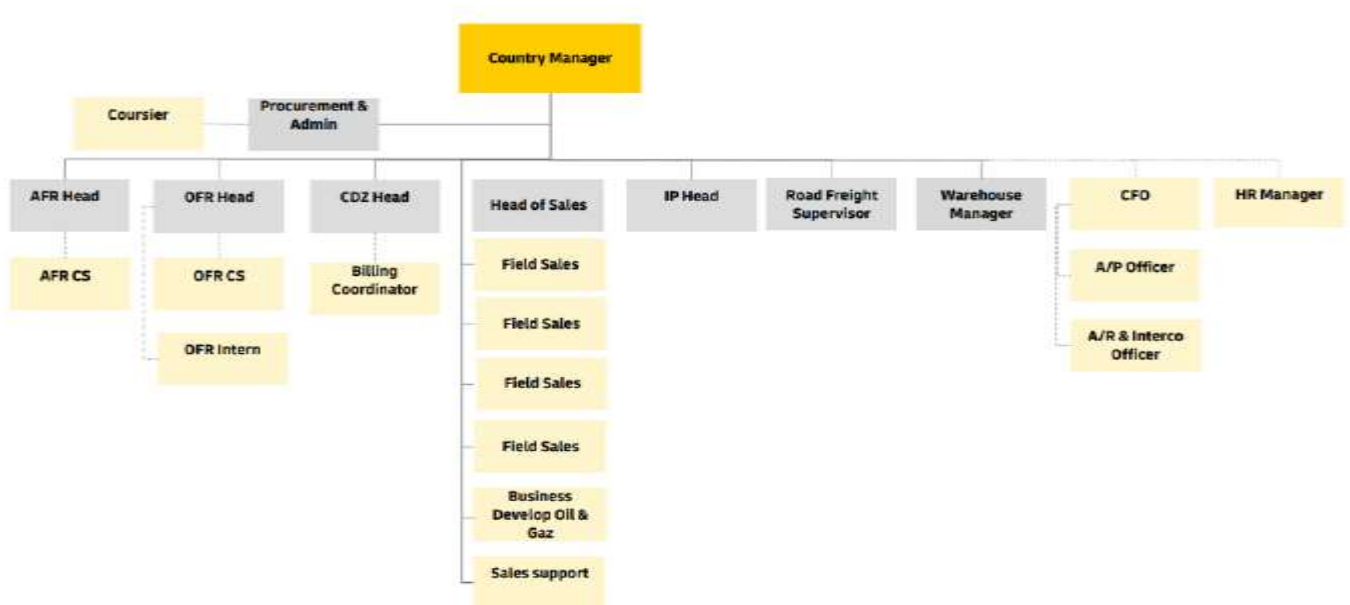 Country Manager
Coursier
Procurement &
Admin
AFR Head
OFR Head
CDZ Head
Head of Sales
IP Head
Road Freight
Supervisor
Warehouse
Manager
CFO
HR Manager
AFR CS
OFR CS
Billing
Coordinator
Field Sales
A/P Officer
OFR Intern
Field Sales
A/R & Interco
Officer
Field Sales
Field Sales
Business
Develop Oil &
Gaz
Sales support